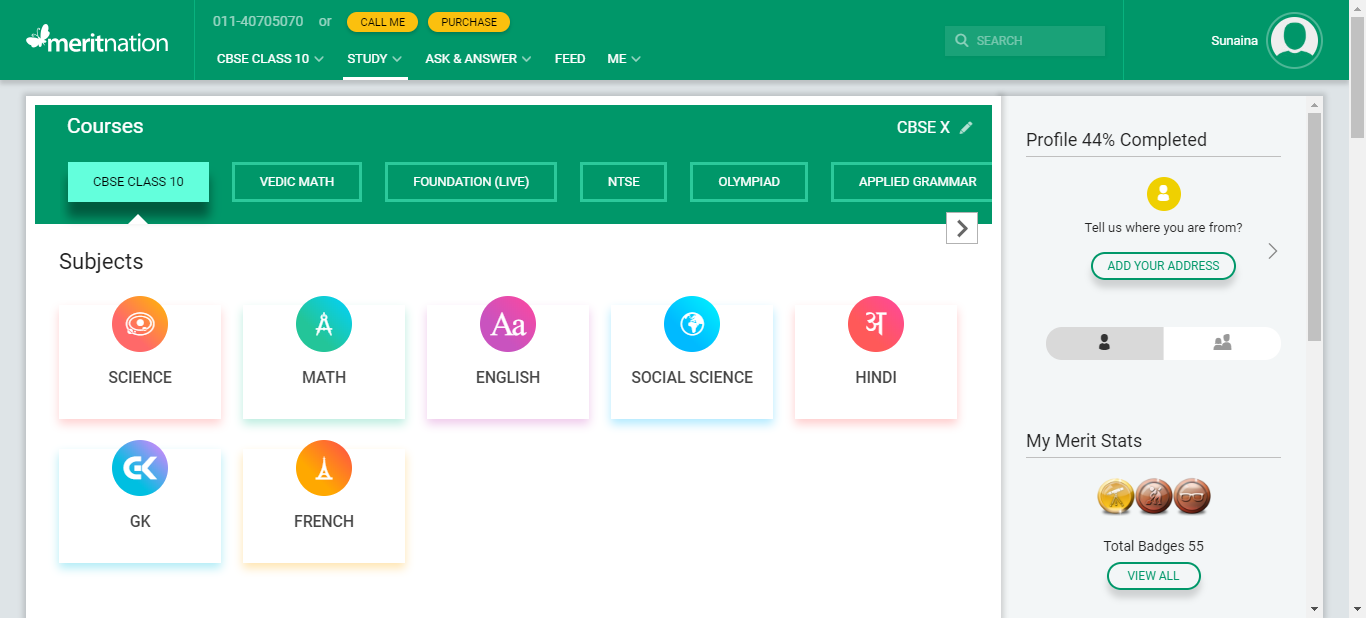 011-40705070 or CALL ME PURCHASE
meritnation
SEARCH
Sunaina
CBSE CLASS 10 STUDY ASK & ANSWER FEED ME
Courses
CBSE X
CBSE CLASS 10 VEDIC MATH FOUNDATION (LIVE) NTSE OLYMPIAD APPLIED GRAMMAR
Subjects
Aa
अ
SCIENCE MATH ENGLISH SOCIAL SCIENCE HINDI
GK
GK FRENCH
Profile 44% Completed
Tell us where you are from?
ADD YOUR ADDRESS
My Merit Stats
Total Badges 55
VIEW ALL